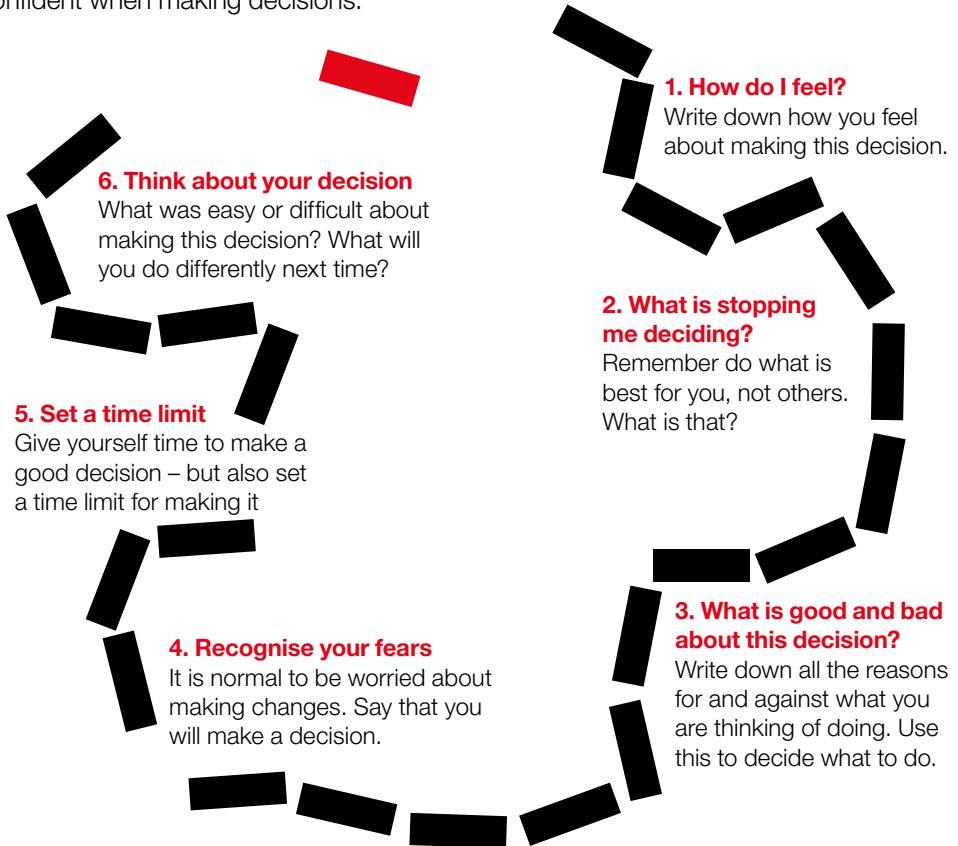 confident when making decisions.
1. How do I feel?
Write down how you feel
about making this decision.
2. What is stopping
me deciding?
Remember do what is
best for you, not others.
What is that?
3. What is good and bad
about this decision?
Write down all the reasons
for and against what you
are thinking of doing. Use
this to decide what to do.
4. Recognise your fears
It is normal to be worried about
making changes. Say that you
will make a decision.
5. Set a time limit
Give yourself time to make a
good decision – but also set
a time limit for making it
6. Think about your decision
What was easy or difficult about
making this decision? What will
you do differently next time?